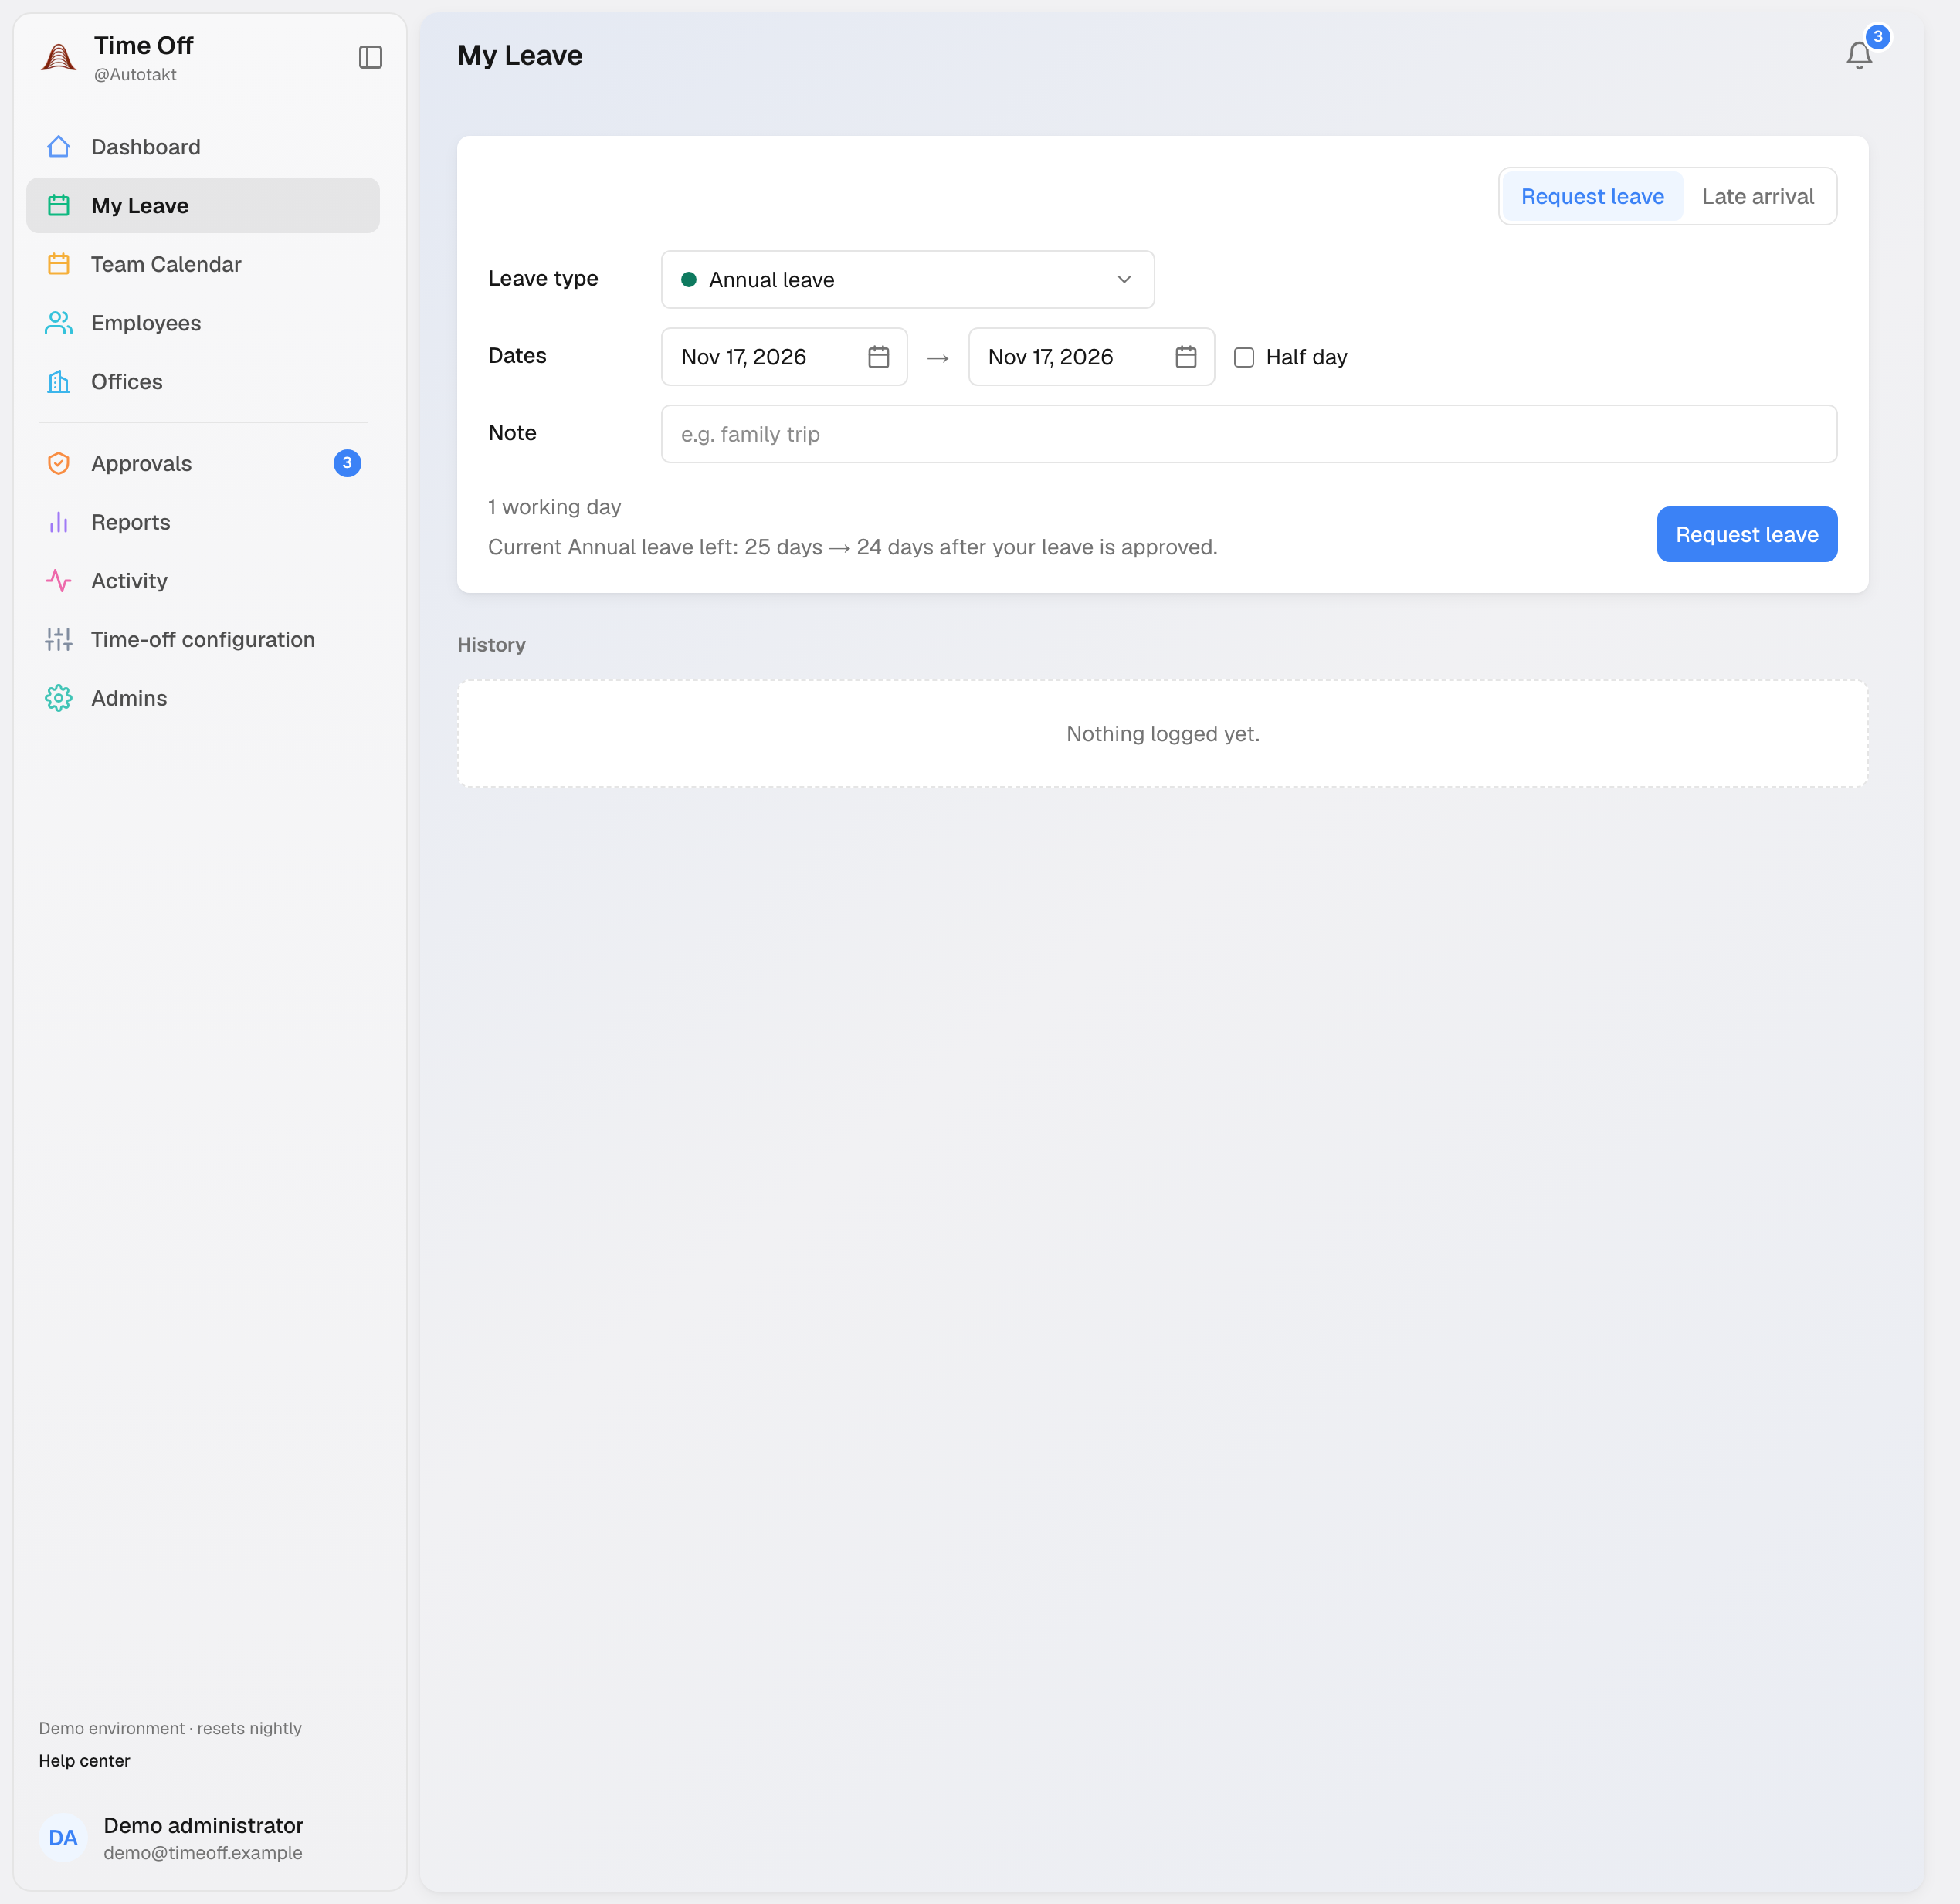 Time Off
@Autotakt
Dashboard
My Leave
Team Calendar
Employees
Offices
Approvals 3
Reports
Activity
Time-off configuration
Admins
Demo environment · resets nightly
Help center
DA
Demo administrator
demo@timeoff.example
My Leave
3
Request leave Late arrival
Leave type Annual leave
Dates Nov 17, 2026 → Nov 17, 2026 Half day
Note e.g. family trip
1 working day
Current Annual leave left: 25 days → 24 days after your leave is approved.
Request leave
History
Nothing logged yet.